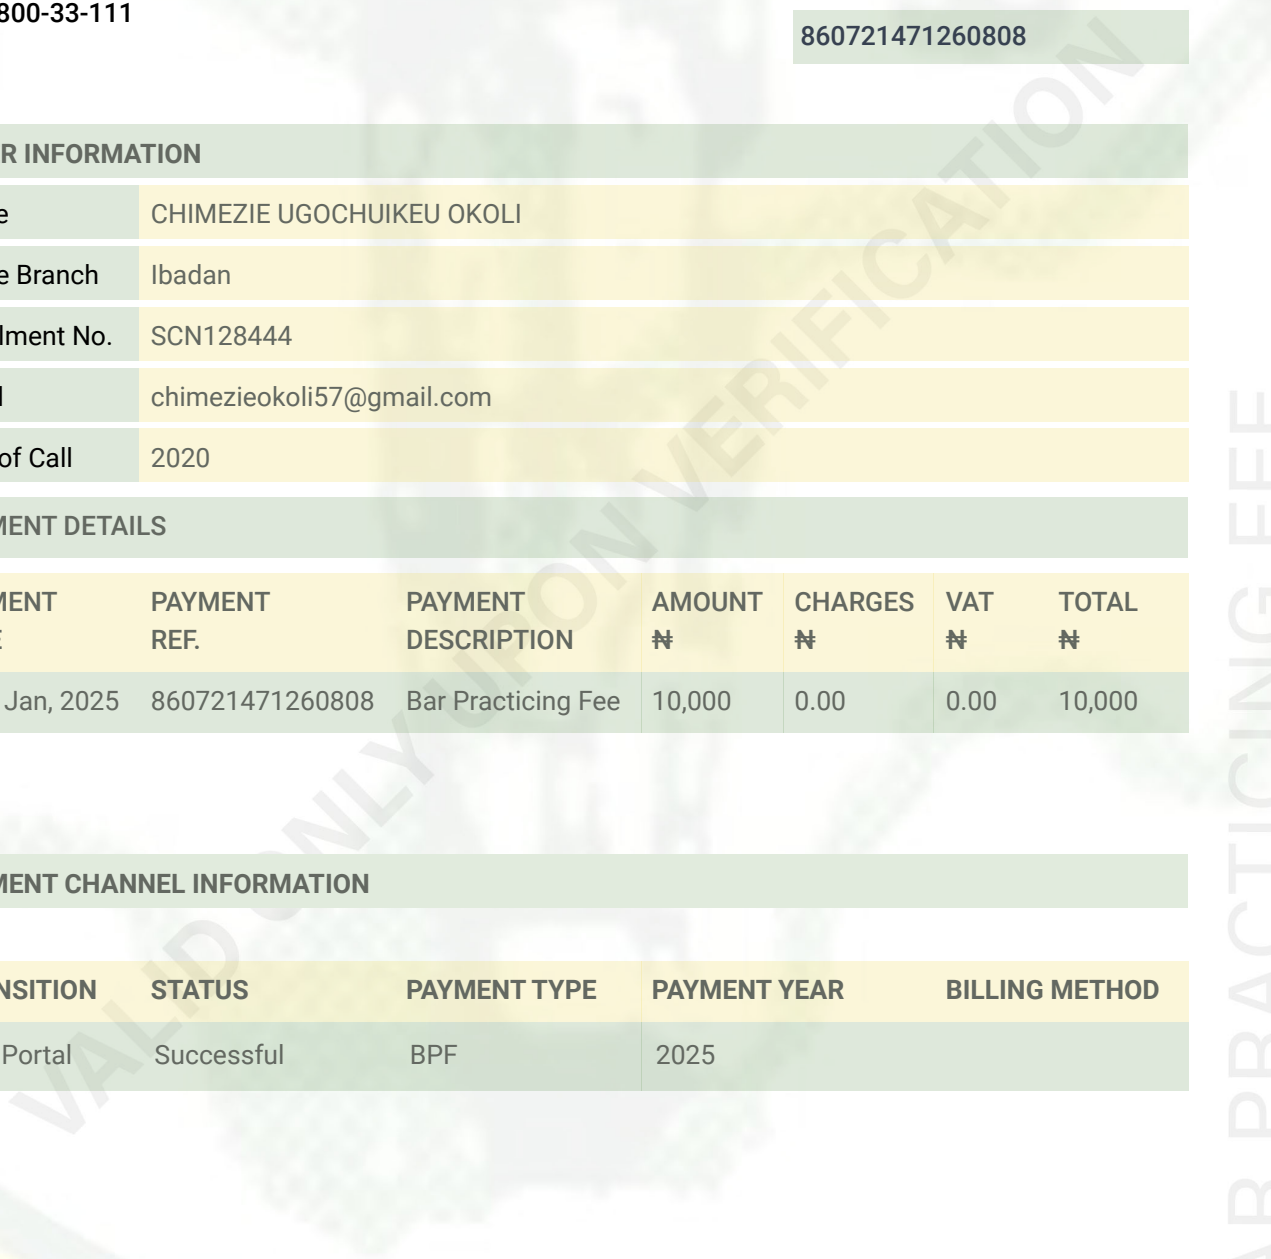 800-33-111
860721471260808
R INFORMATION
e CHIMEZIE UGOCHUIKEU OKOLI
e Branch Ibadan
lment No. SCN128444
l chimezieokoli57@gmail.com
of Call 2020
MENT DETAILS
MENT PAYMENT PAYMENT AMOUNT CHARGES VAT TOTAL
E REF. DESCRIPTION ₦ ₦ ₦ ₦
Jan, 2025 860721471260808 Bar Practicing Fee 10,000 0.00 0.00 10,000
MENT CHANNEL INFORMATION
NSITION STATUS PAYMENT TYPE PAYMENT YEAR BILLING METHOD
Portal Successful BPF 2025
VALID ONLY UPON VERIFICATION
AR PRACTICING FEE